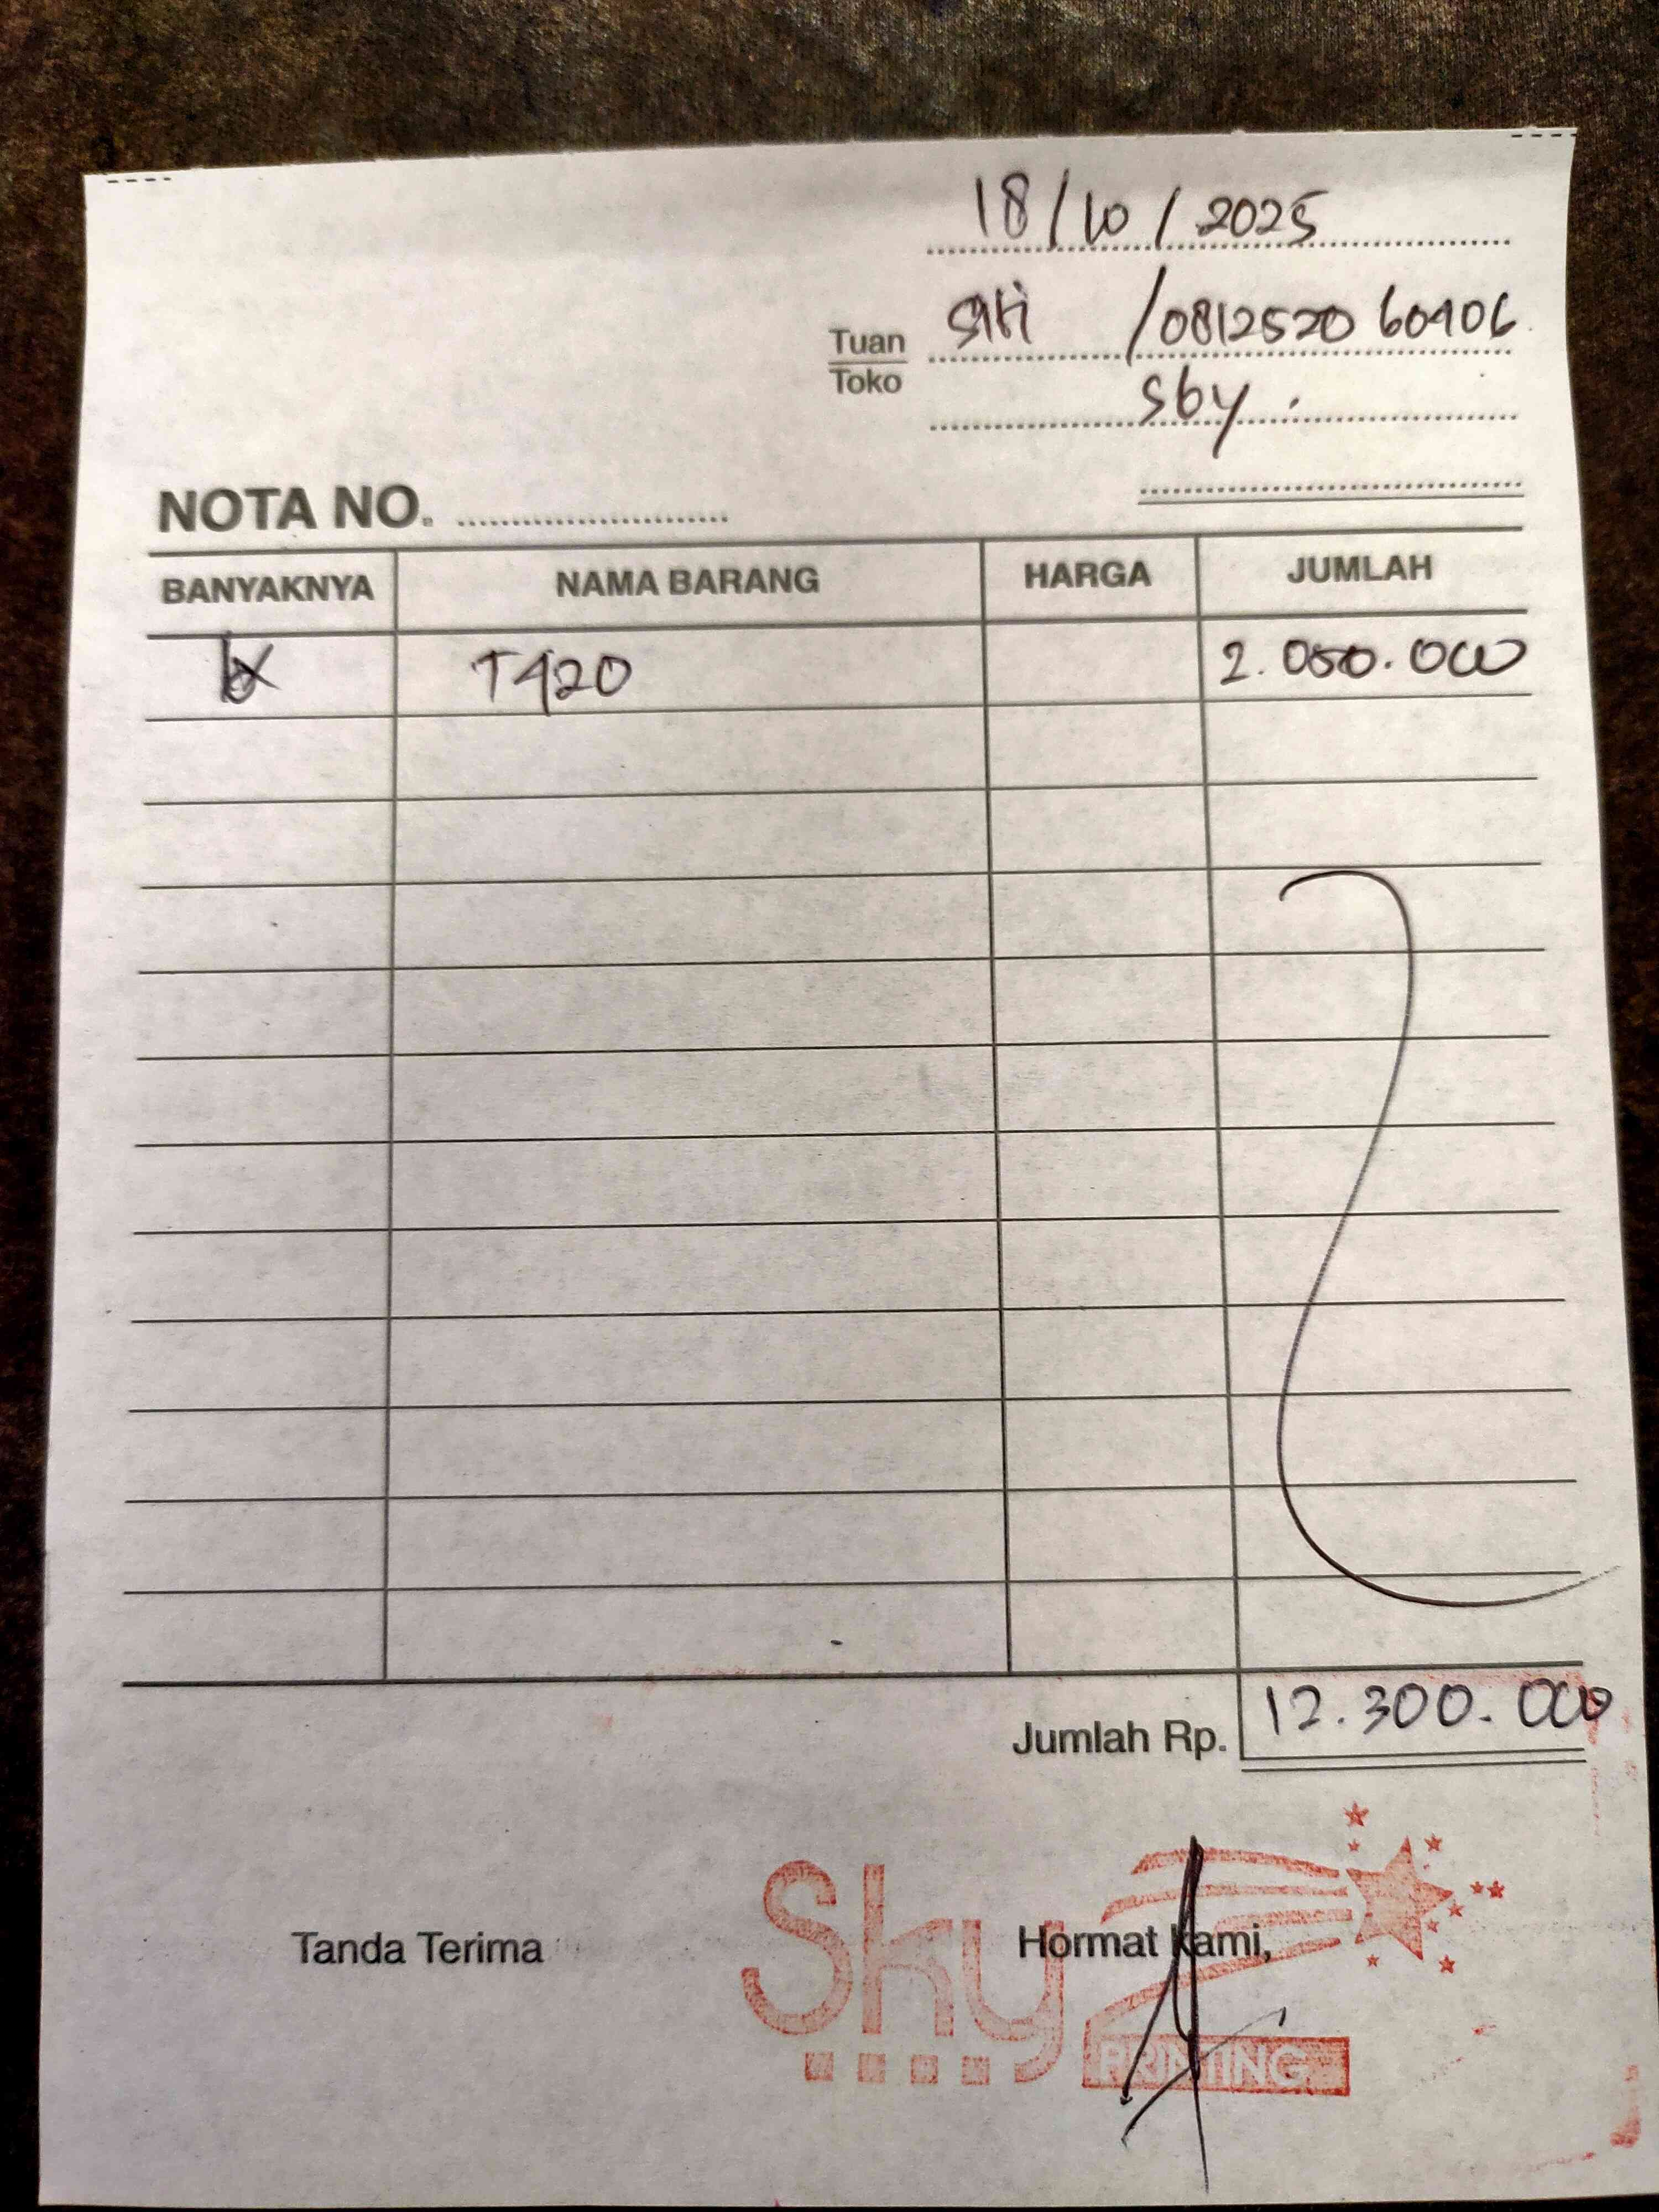 18/10/2025
Tuan Siti /081252060406
Toko
Sby.
NOTA NO.
BANYAKNYA NAMA BARANG HARGA JUMLAH
T420 2.050.000
Jumlah Rp. 12.300.000
Tanda Terima Hormat Kami,
Sky
PRINTING